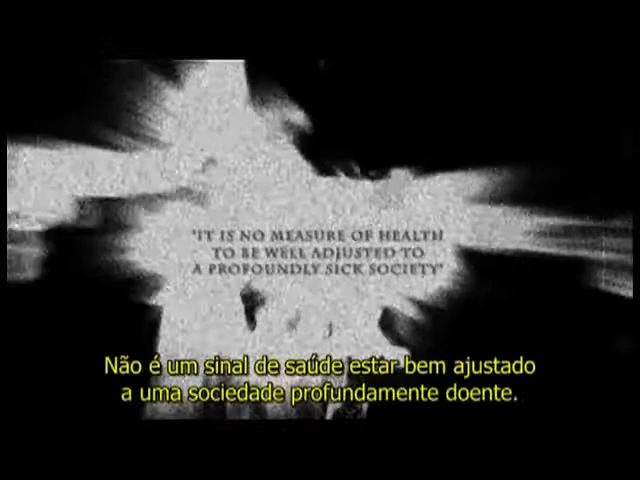 "IT IS NO MEASURE OF HEALTH
TO BE WELL ADJUSTED TO
A PROFOUNDLY SICK SOCIETY"
Não é um sinal de saúde estar bem ajustado
a uma sociedade profundamente doente.